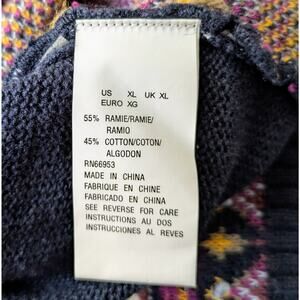 US XL UK XL
EURO XG
55% RAMIE/RAMIE/
RAMIO
45% COTTON/COTON/
ALGODON
RN66953
MADE IN CHINA
FABRIQUE EN CHINE
FABRICADO EN CHINA
SEE REVERSE FOR CARE
INSTRUCTIONS AU DOS
INSTRUCCIONES AL REVES